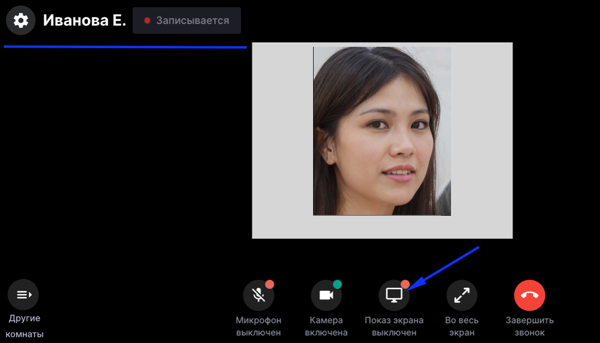 Иванова Е.
Записывается
Другие
комнаты
Микрофон
выключен
Камера
включена
Показ экрана
выключен
Во весь
экран
Завершить
звонок